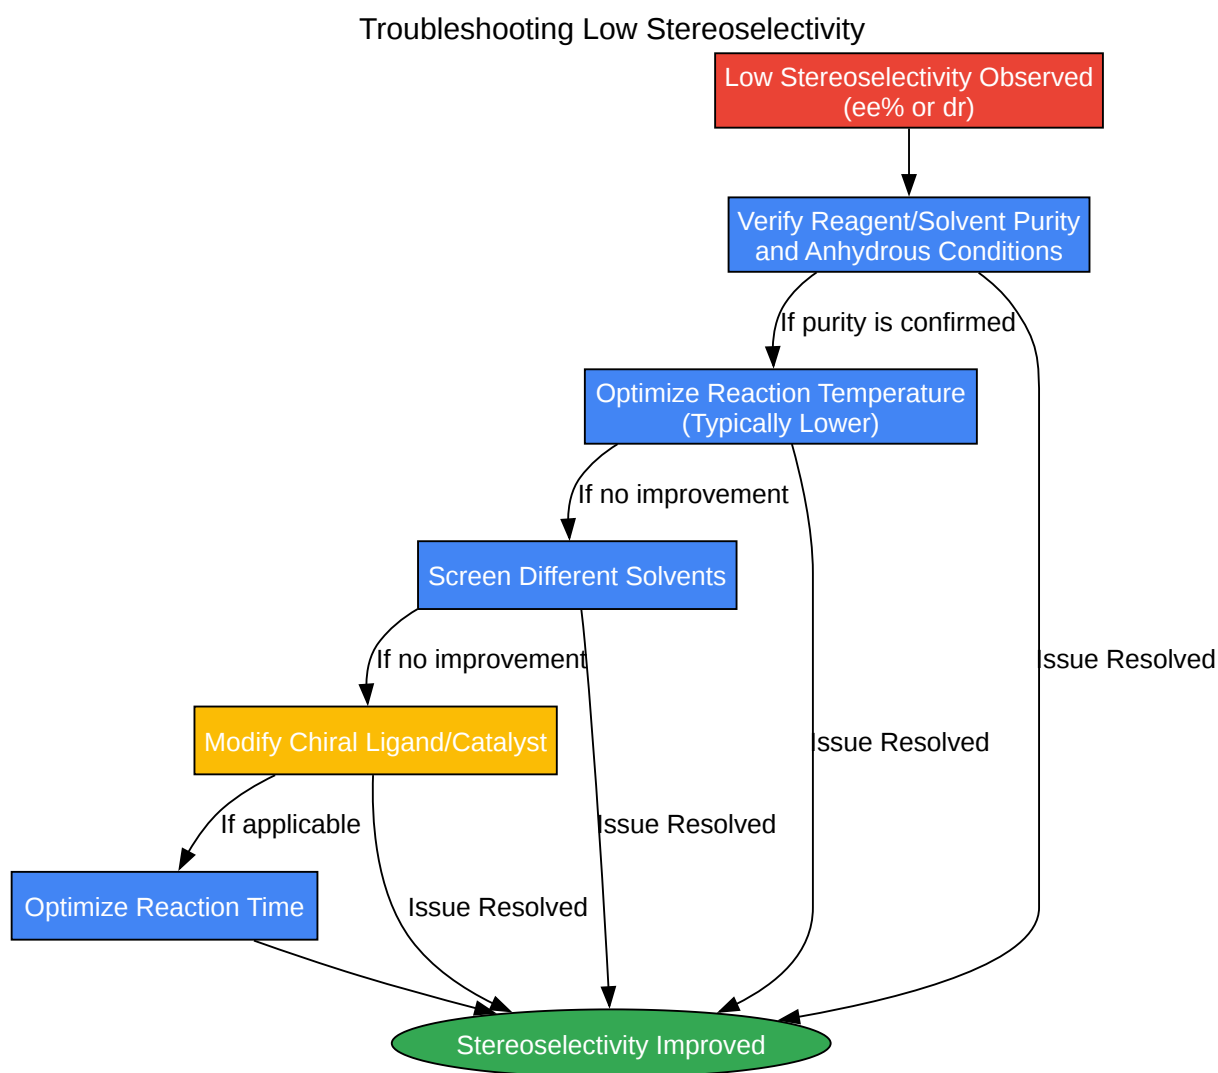 Troubleshooting Low Stereoselectivity
Low Stereoselectivity Observed
(ee% or dr)
Verify Reagent/Solvent Purity
and Anhydrous Conditions
If purity is confirmed
Optimize Reaction Temperature
(Typically Lower)
If no improvement
Screen Different Solvents
If no improvement
Issue Resolved
Modify Chiral Ligand/Catalyst
Issue Resolved
If applicable
Issue Resolved
Optimize Reaction Time
Issue Resolved
Stereoselectivity Improved